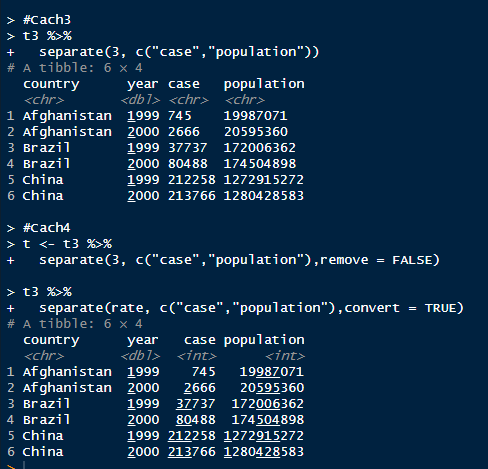 > #Cach3
> t3 %>%
+   separate(3, c("case","population"))
# A tibble: 6 × 4
  country      year case   population
  <chr>       <dbl> <chr>  <chr>
1 Afghanistan  1999 745    19987071
2 Afghanistan  2000 2666   20595360
3 Brazil       1999 37737  172006362
4 Brazil       2000 80488  174504898
5 China        1999 212258 1272915272
6 China        2000 213766 1280428583
> #Cach4
> t <- t3 %>%
+   separate(3, c("case","population"),remove = FALSE)
> t3 %>%
+   separate(rate, c("case","population"),convert = TRUE)
# A tibble: 6 × 4
  country      year   case population
  <chr>       <dbl>  <int>      <int>
1 Afghanistan  1999    745   19987071
2 Afghanistan  2000   2666   20595360
3 Brazil       1999  37737  172006362
4 Brazil       2000  80488  174504898
5 China        1999 212258 1272915272
6 China        2000 213766 1280428583
>